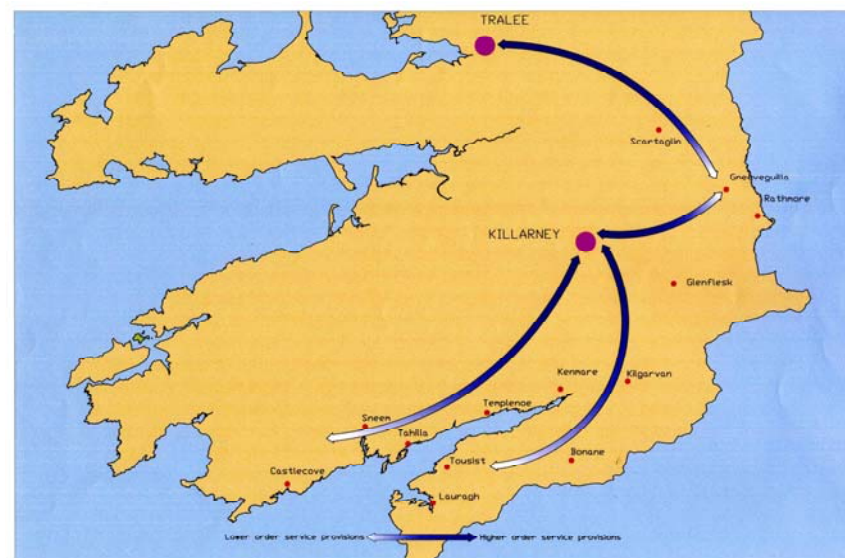 TRALEE
Scartaglin
Gneeveguilla
Rathmore
KILLARNEY
Glenflesk
Kenmare
Kilgarvan
Templenoe
Sneem
Tahilla
Tousist
Bonane
Castlecove
Lauragh
Lower order service provisions
Higher order service provisions